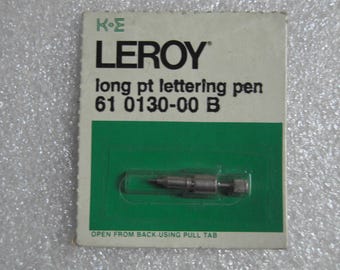 K+E
LEROY®
long pt lettering pen
61 0130-00 B
OPEN FROM BACK-USING PULL TAB